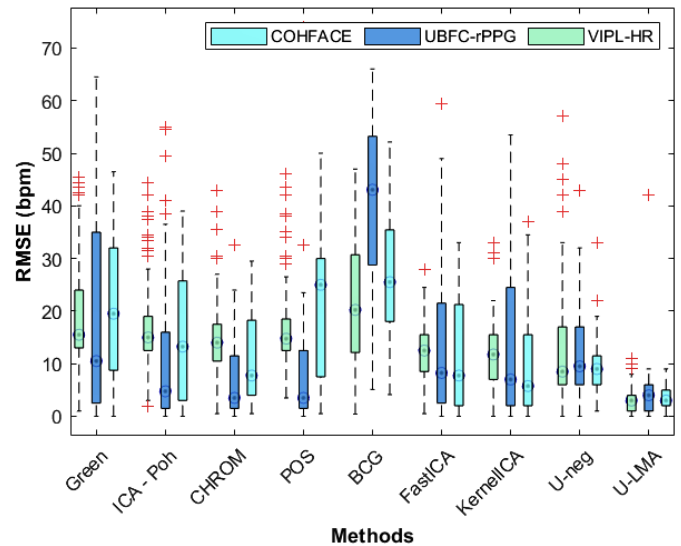 COHFACE UBFC-rPPG VIPL-HR
70
60
50
40
30
20
10
0
RMSE (bpm)
Green ICA - Poh CHROM POS BCG FastICA KernelICA U-neg U-LMA
Methods